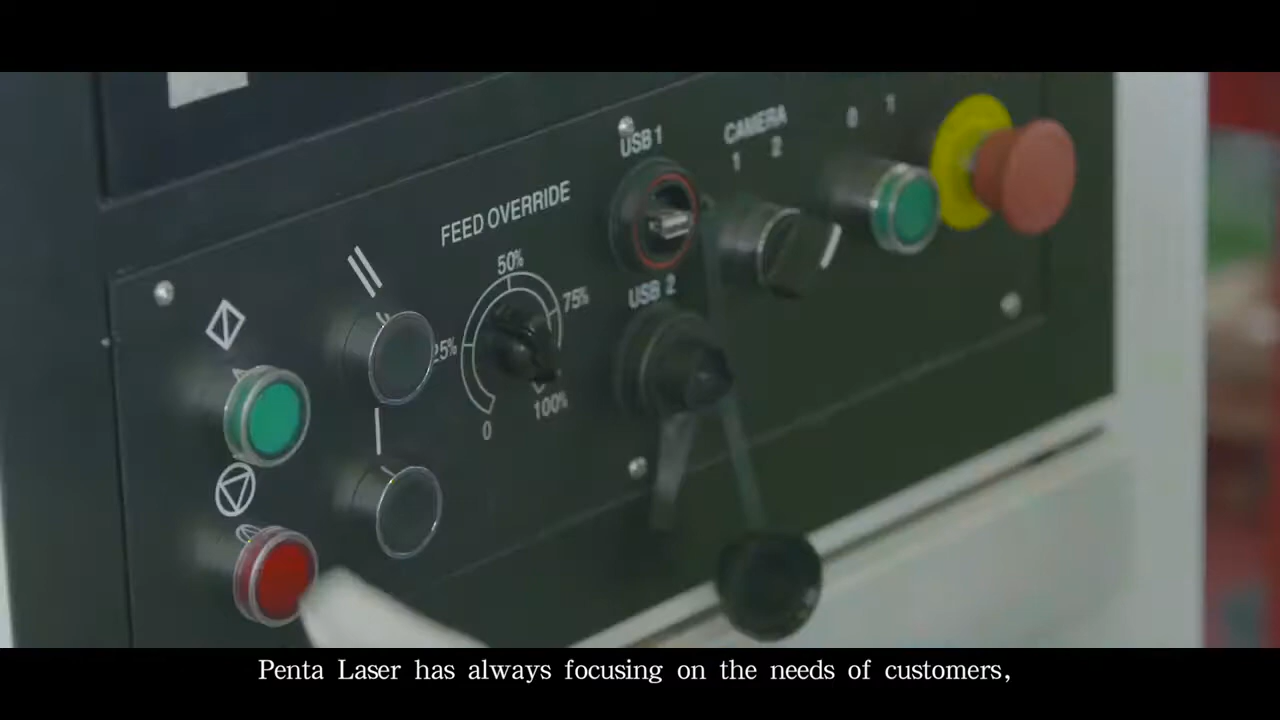 USB 1
CAMERA
1 2
0 1
FEED OVERRIDE
50%
75%
25%
100%
0
USB 2
Penta Laser has always focusing on the needs of customers,